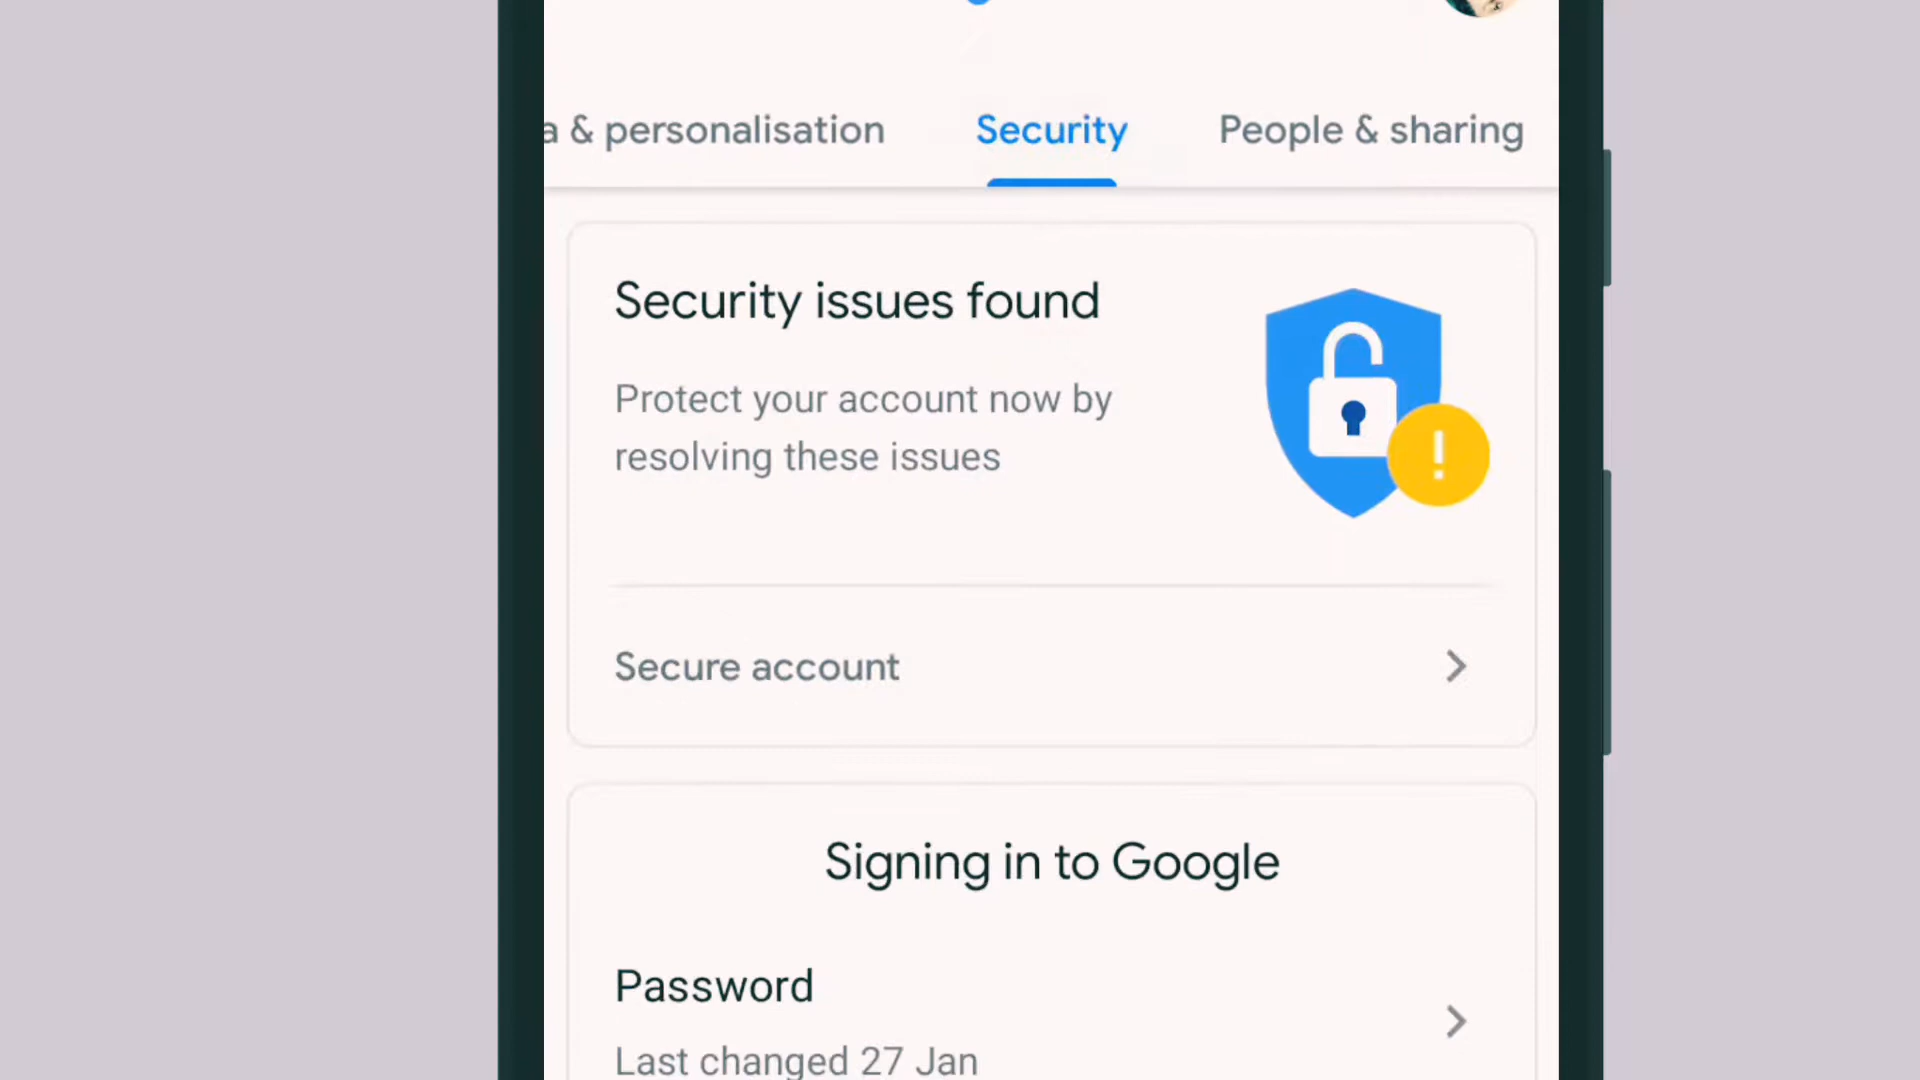 a & personalisation Security People & sharing
Security issues found
Protect your account now by
resolving these issues
Secure account
Signing in to Google
Password
Last changed 27 Jan